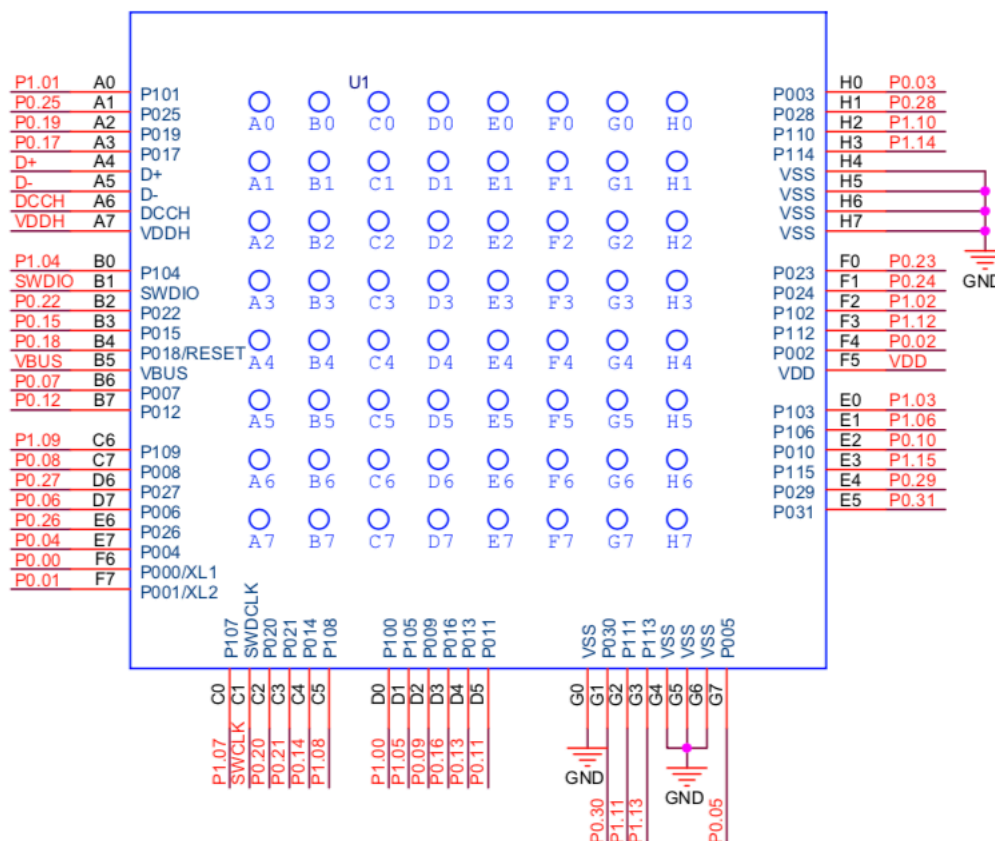 U1
P1.01 A0 P101
P0.25 A1 P025
P0.19 A2 P019
P0.17 A3 P017
D+ A4 D+
D- A5 D-
DCCH A6 DCCH
VDDH A7 VDDH
P1.04 B0 P104
SWDIO B1 SWDIO
P0.22 B2 P022
P0.15 B3 P015
P0.18 B4 P018/RESET
VBUS B5 VBUS
P0.07 B6 P007
P0.12 B7 P012
P1.09 C6 P109
P0.08 C7 P008
P0.27 D6 P027
P0.06 D7 P006
P0.26 E6 P026
P0.04 E7 P004
P0.00 F6 P000/XL1
P0.01 F7 P001/XL2
A0 B0 C0 D0 E0 F0 G0 H0
A1 B1 C1 D1 E1 F1 G1 H1
A2 B2 C2 D2 E2 F2 G2 H2
A3 B3 C3 D3 E3 F3 G3 H3
A4 B4 C4 D4 E4 F4 G4 H4
A5 B5 C5 D5 E5 F5 G5 H5
A6 B6 C6 D6 E6 F6 G6 H6
A7 B7 C7 D7 E7 F7 G7 H7
P003 H0 P0.03
P028 H1 P0.28
P110 H2 P1.10
P114 H3 P1.14
VSS H4
VSS H5
VSS H6
VSS H7
GND
P023 F0 P0.23
P024 F1 P0.24
P102 F2 P1.02
P112 F3 P1.12
P002 F4 P0.02
VDD F5 VDD
P103 E0 P1.03
P106 E1 P1.06
P010 E2 P0.10
P115 E3 P1.15
P029 E4 P0.29
P031 E5 P0.31
P107 C0 P1.07
SWDCLK C1 SWCLK
P020 C2 P0.20
P021 C3 P0.21
P014 C4 P0.14
P108 C5 P1.08
P100 D0 P1.00
P105 D1 P1.05
P009 D2 P0.09
P016 D3 P0.16
P013 D4 P0.13
P011 D5 P0.11
VSS G0
P030 G1 P0.30
P111 G2 P1.11
P113 G3 P1.13
VSS G4
VSS G5
VSS G6
P005 G7 P0.05
GND
GND